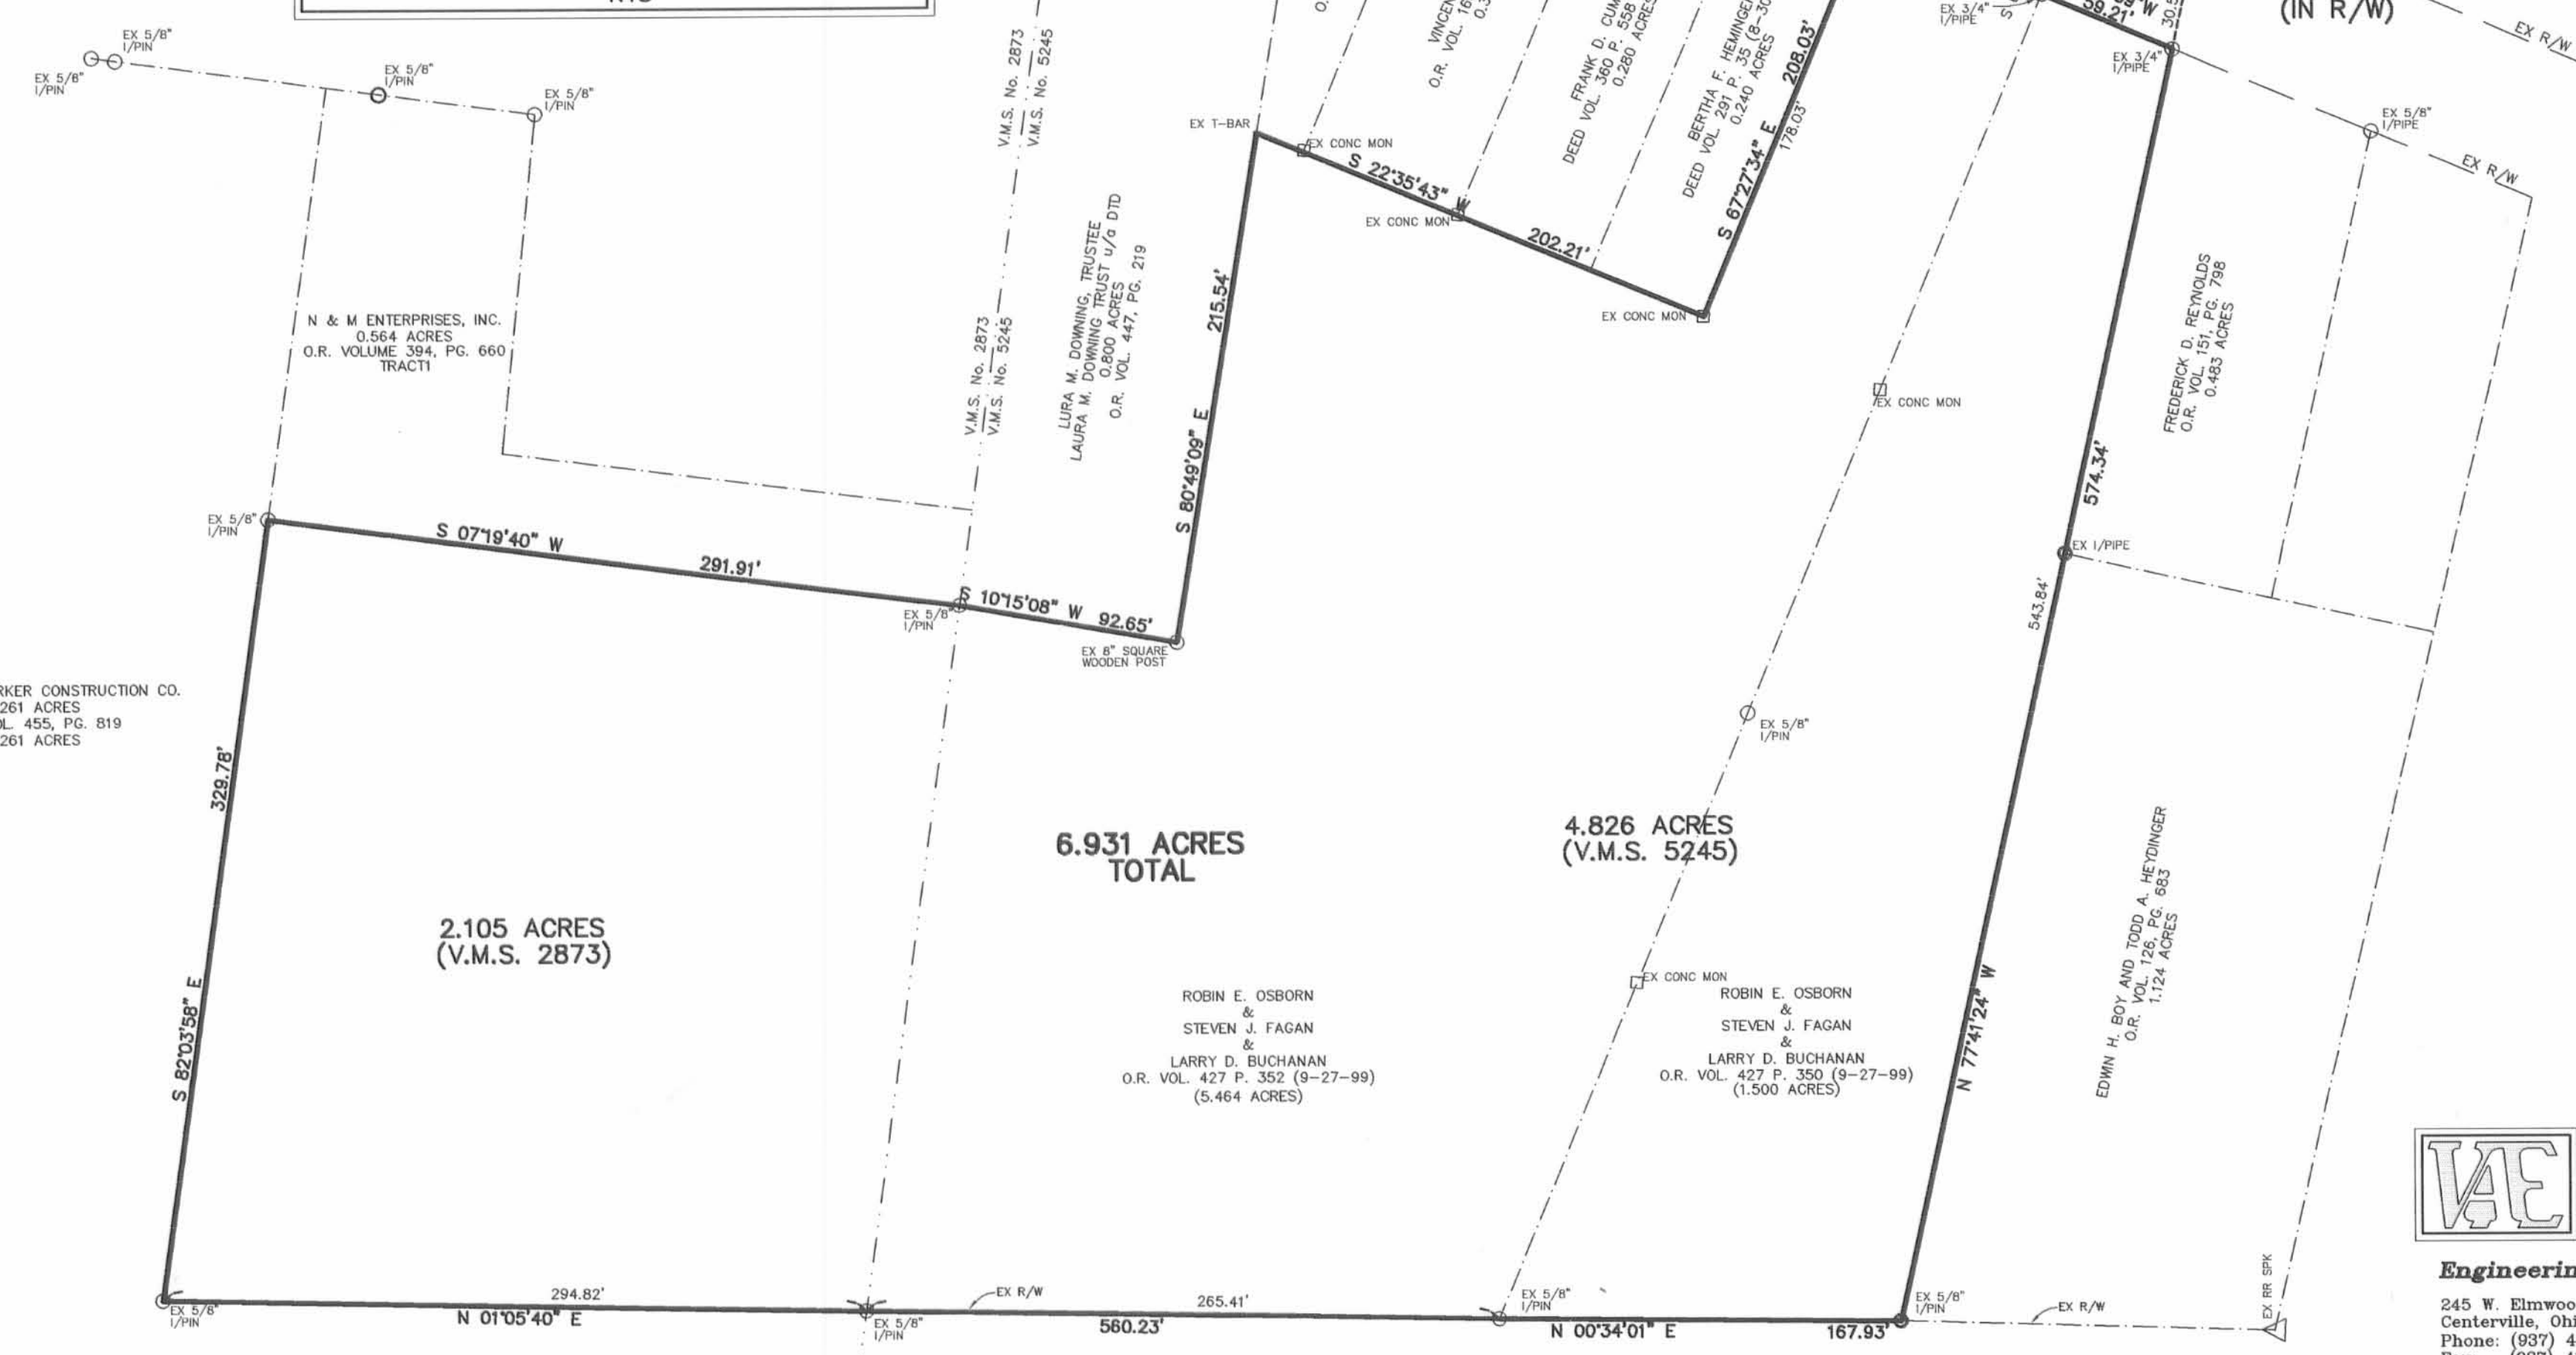 EX 5/8"
I/PIN
EX 5/8"
I/PIN
EX 5/8"
I/PIN
EX 5/8"
I/PIN
N & M ENTERPRISES, INC.
0.564 ACRES
O.R. VOLUME 394, PG. 660
TRACT1
V.M.S. No. 2873
V.M.S. No. 5245
V.M.S. No. 2873
V.M.S. No. 5245
LURA M. DOWNING, TRUSTEE
LAURA M. DOWNING TRUST u/a DTD
0.800 ACRES
O.R. VOL. 447, PG. 219
EX T-BAR
EX CONC MON
S 22°35'43" W
EX CONC MON
202.21'
EX CONC MON
215.54'
S 80°49'09" E
O.R. VOL.
FRANK D.
DEED VOL. 360 P. 558
0.280 ACRES
BERTHA F.
DEED VOL. 291 P. 35
0.240 ACRES
S 67°27'34" E
208.03'
178.03'
EX 3/4"
I/PIPE
59.21'
W
EX 3/4"
I/PIPE
(IN R/W)
EX R/W
EX 5/8"
I/PIPE
EX R/W
FREDERICK D. REYNOLDS
O.R. VOL. 151, PG. 798
0.483 ACRES
574.34'
EX CONC MON
EX I/PIPE
543.84'
EX 5/8"
I/PIN
S 07°19'40" W
291.91'
S 10°15'08" W
92.65'
EX 5/8"
I/PIN
EX 8" SQUARE
WOODEN POST
CONSTRUCTION CO.
261 ACRES
455, PG. 819
261 ACRES
329.78'
S 82°03'58" E
EX 5/8"
I/PIN
6.931 ACRES
TOTAL
4.826 ACRES
(V.M.S. 5245)
2.105 ACRES
(V.M.S. 2873)
EX CONC MON
ROBIN E. OSBORN
&
STEVEN J. FAGAN
&
LARRY D. BUCHANAN
O.R. VOL. 427 P. 352 (9-27-99)
(5.464 ACRES)
ROBIN E. OSBORN
&
STEVEN J. FAGAN
&
LARRY D. BUCHANAN
O.R. VOL. 427 P. 350 (9-27-99)
(1.500 ACRES)
N 77°41'24" W
EDWIN H. BOY AND TODD A. HEYDINGER
O.R. VOL. 126, PG. 683
1.124 ACRES
EX 5/8"
I/PIN
294.82'
N 01°05'40" E
EX 5/8"
I/PIN
EX R/W
560.23'
265.41'
EX 5/8"
I/PIN
N 00°34'01" E
167.93'
EX 5/8"
I/PIN
EX R/W
EX RR SPK
VAE
245 W.
Centerville,
Phone: (937)